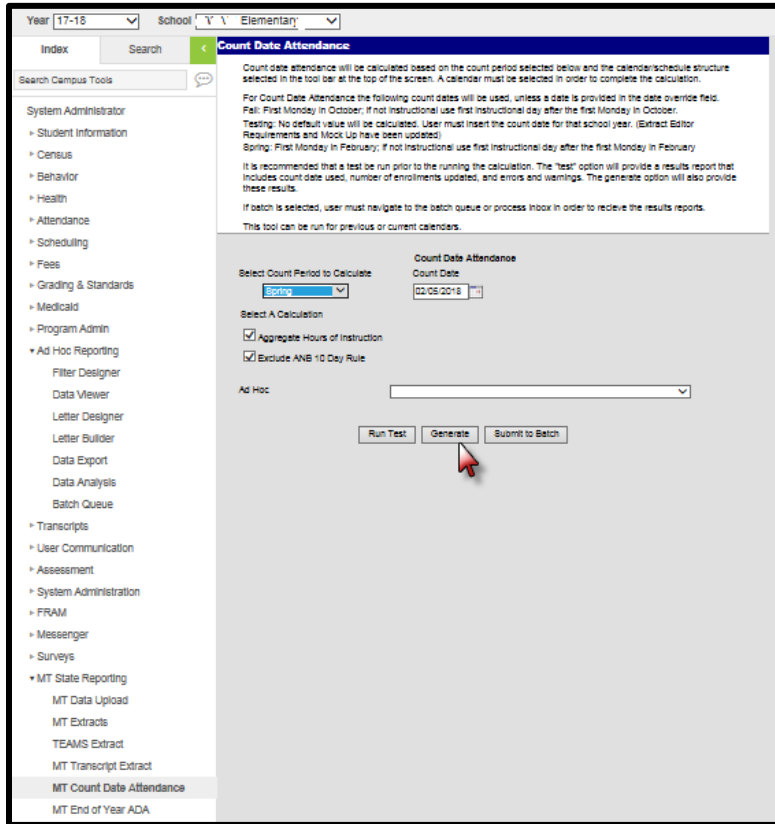 Year 17-18 School Elementary
Index Search <
Count Date Attendance
Search Campus Tools
Count date attendance will be calculated based on the count period selected below and the calendar/schedule structure
selected in the tool bar at the top of the screen. A calendar must be selected in order to complete the calculation.
For Count Date Attendance the following count dates will be used, unless a date is provided in the date override field.
Fall: First Monday in October; if not instructional use first instructional day after the first Monday in October.
Testing: No default value will be calculated. User must insert the count date for that school year. (Extract Editor
Requirements and Mock Up have been updated)
Spring: First Monday in February; if not instructional use first instructional day after the first Monday in February
It is recommended that a test be run prior to the running the calculation. The "test" option will provide a results report that
includes count date used, number of enrollments updated, and errors and warnings. The generate option will also provide
these results.
If batch is selected, user must navigate to the batch queue or process inbox in order to recieve the results reports.
This tool can be run for previous or current calendars.
System Administrator
Student Information
Census
Behavior
Health
Attendance
Scheduling
Fees
Grading & Standards
Medicaid
Program Admin
Ad Hoc Reporting
Filter Designer
Data Viewer
Letter Designer
Letter Builder
Data Export
Data Analysis
Batch Queue
Transcripts
User Communication
Assessment
System Administration
FRAM
Messenger
Surveys
MT State Reporting
MT Data Upload
MT Extracts
TEAMS Extract
MT Transcript Extract
MT Count Date Attendance
MT End of Year ADA
Count Date Attendance
Select Count Period to Calculate Count Date
Spring 02/05/2018
Select A Calculation
Aggregate Hours of Instruction
Exclude ANB 10 Day Rule
Ad Hoc
Run Test Generate Submit to Batch